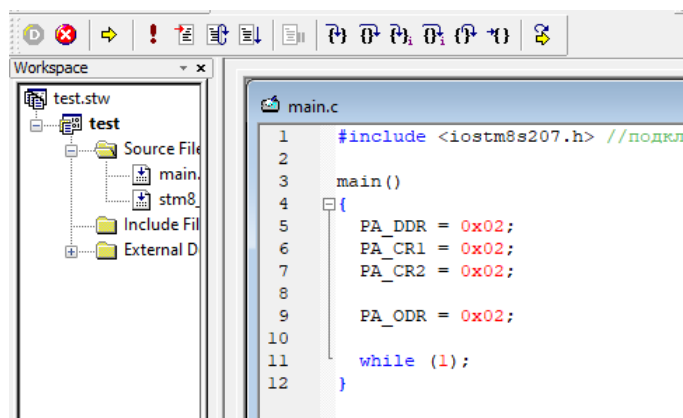 Workspace
test.stw
test
Source File
main.
stm8_
Include Fil
External D
main.c
1 #include <iostm8s207.h> //подкл
2
3 main()
4 {
5 PA_DDR = 0x02;
6 PA_CR1 = 0x02;
7 PA_CR2 = 0x02;
8
9 PA_ODR = 0x02;
10
11 while (1);
12 }